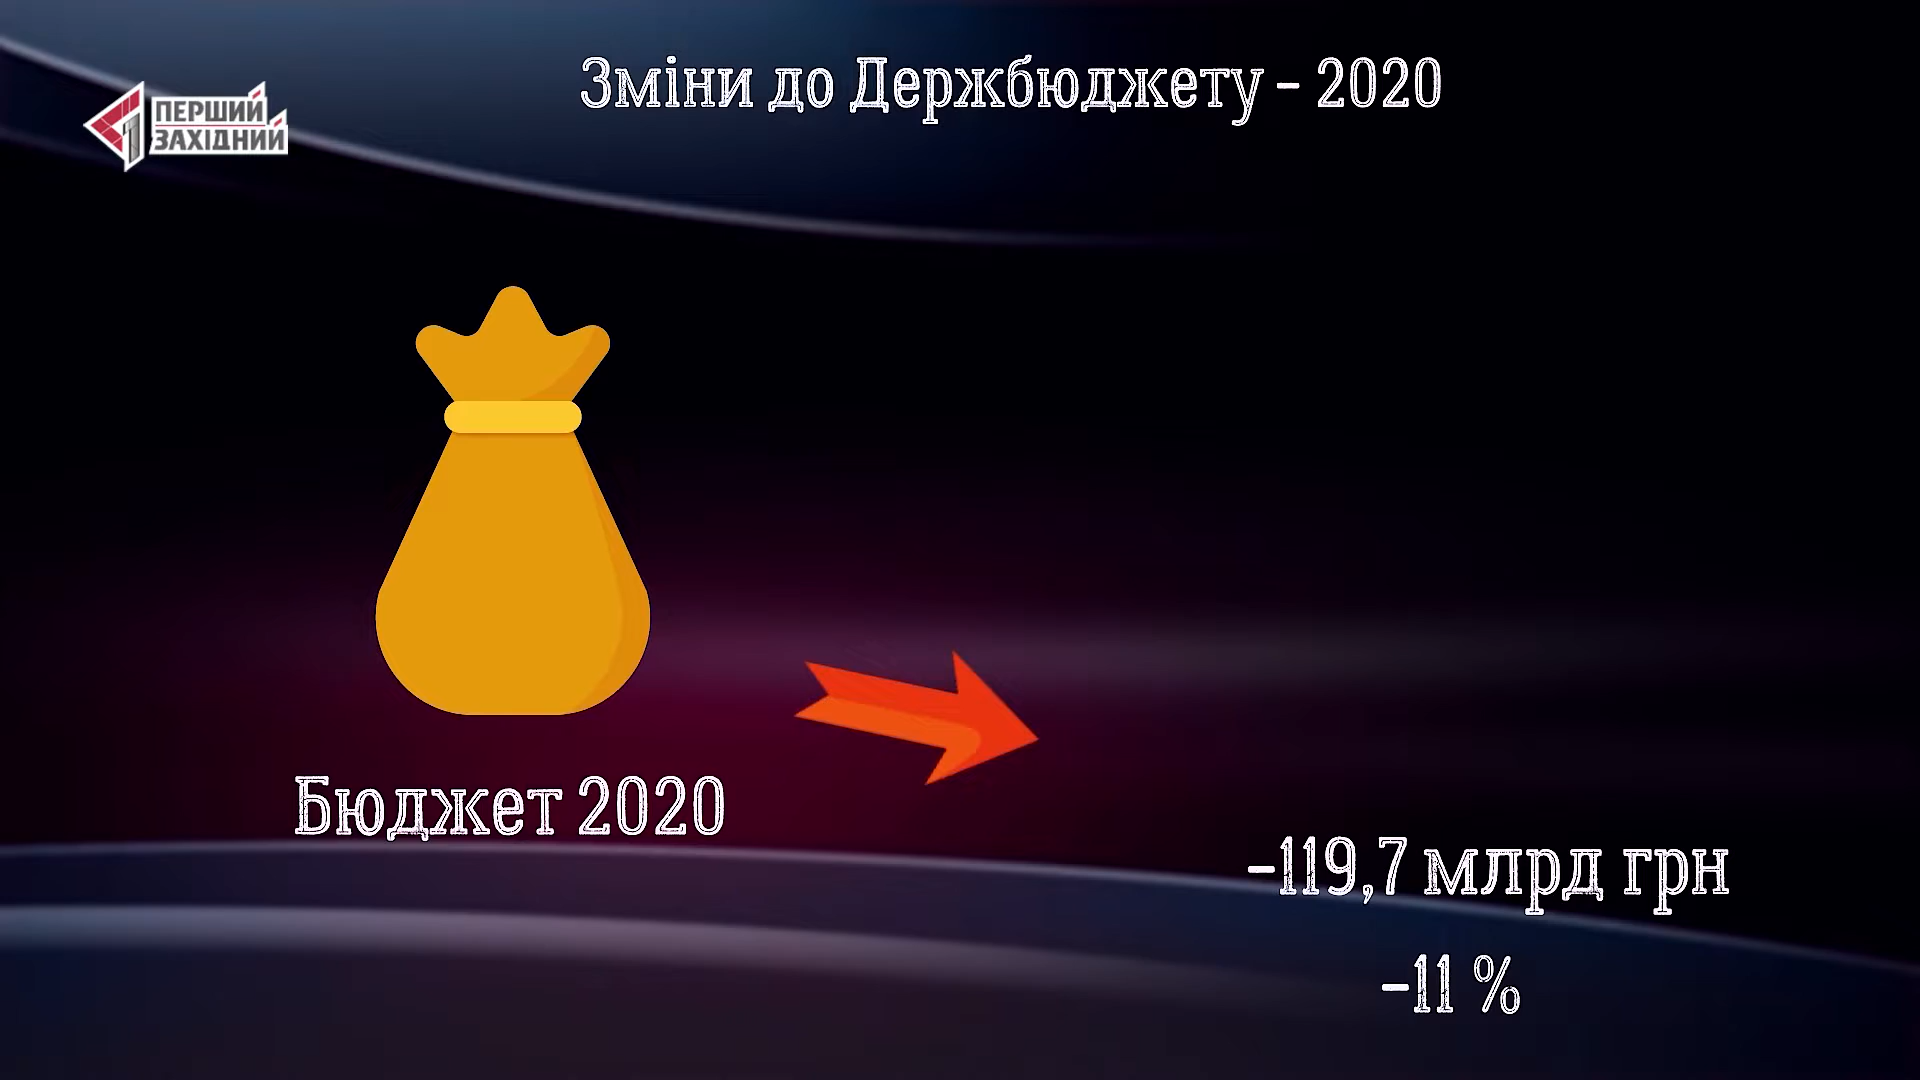 Зміни до Держбюджету – 2020
ПЕРШИЙ
ЗАХІДНИЙ
Бюджет 2020
–119,7 млрд грн
–11 %